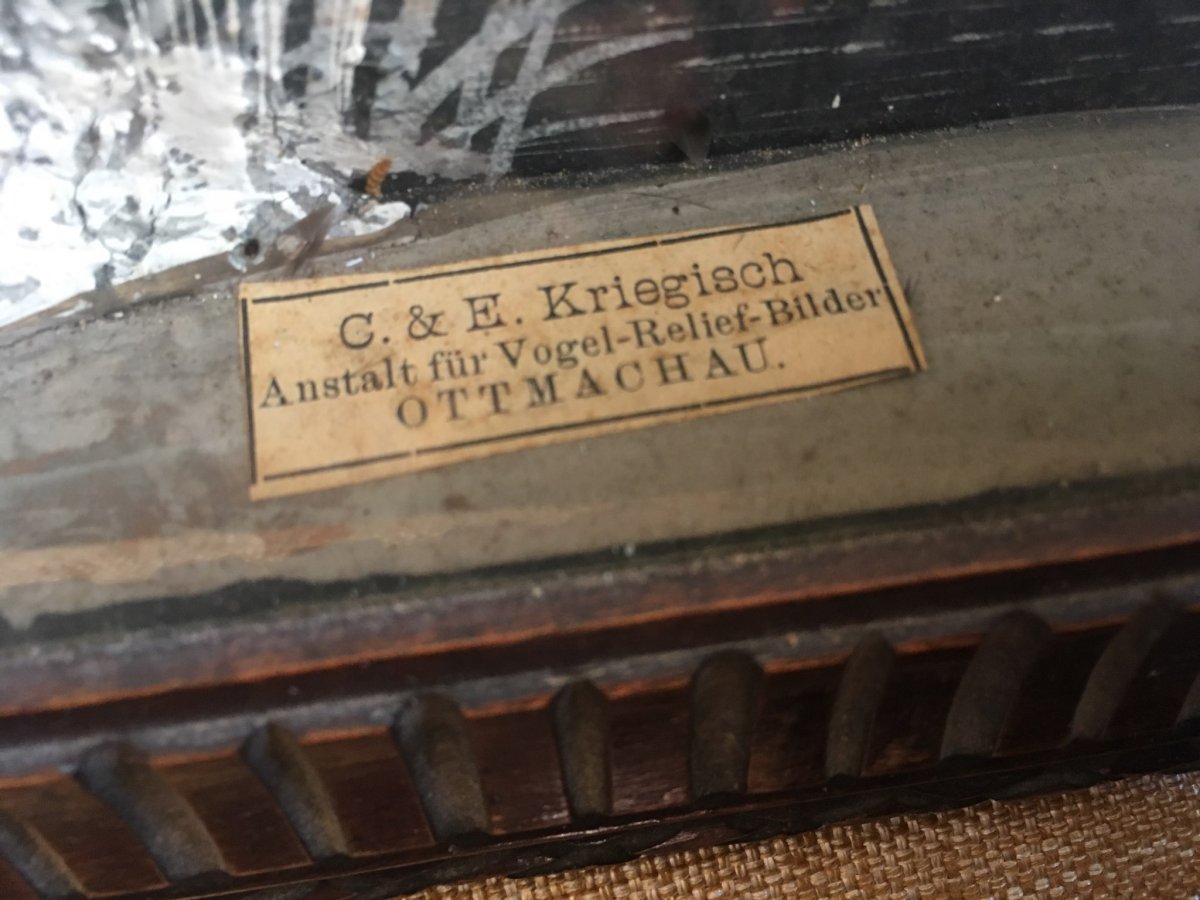 C. & E. Kriegisch
Anstalt für Vogel-Relief-Bilder
OTTMACHAU.